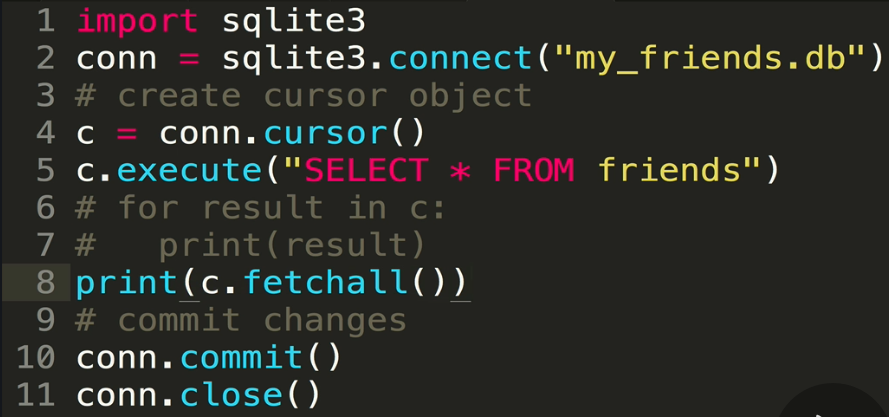 1 import sqlite3
2 conn = sqlite3.connect("my_friends.db")
3 # create cursor object
4 c = conn.cursor()
5 c.execute("SELECT * FROM friends")
6 # for result in c:
7 #   print(result)
8 print(c.fetchall())
9 # commit changes
10 conn.commit()
11 conn.close()